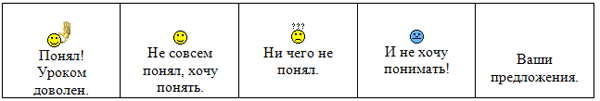 Понял!
Уроком
доволен.
Не совсем
понял, хочу
понять.
???
Ни чего не
понял.
И не хочу
понимать!
Ваши
предложения.